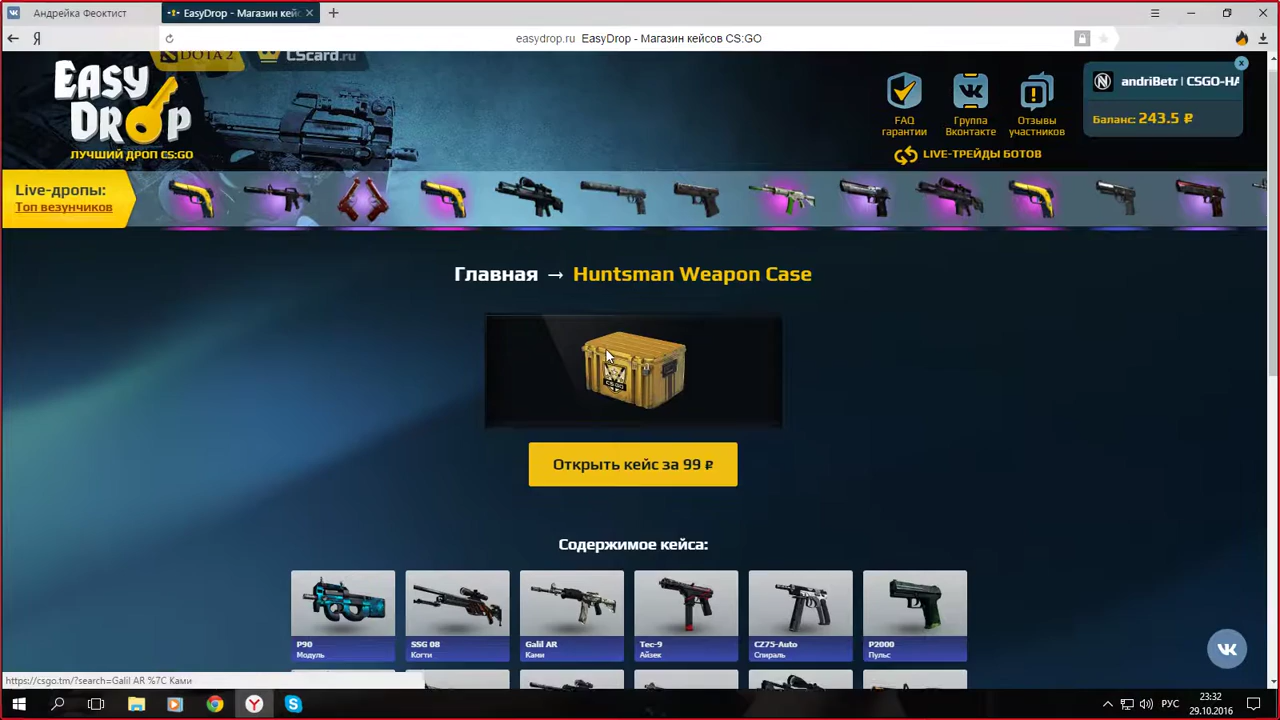 Андрейка Феоктист
EasyDrop - Магазин кейс
easydrop.ru EasyDrop - Магазин кейсов CS:GO
DOTA 2
CScard.ru
EASY
DROP
ЛУЧШИЙ ДРОП CS:GO
FAQ
гарантии
Группа
Вконтакте
Отзывы
участников
LIVE-ТРЕЙДЫ БОТОВ
andriBetr | CSGO-HA
Баланс: 243.5 ₽
Live-дропы:
Топ везунчиков
Главная → Huntsman Weapon Case
CS:GO
Открыть кейс за 99 ₽
Содержимое кейса:
P90
Модуль
SSG 08
Когти
Galil AR
Ками
Tec-9
Айзек
CZ75-Auto
Спираль
P2000
Пульс
https://csgo.tm/?search=Galil AR %7C Ками
РУС
23:32
29.10.2016